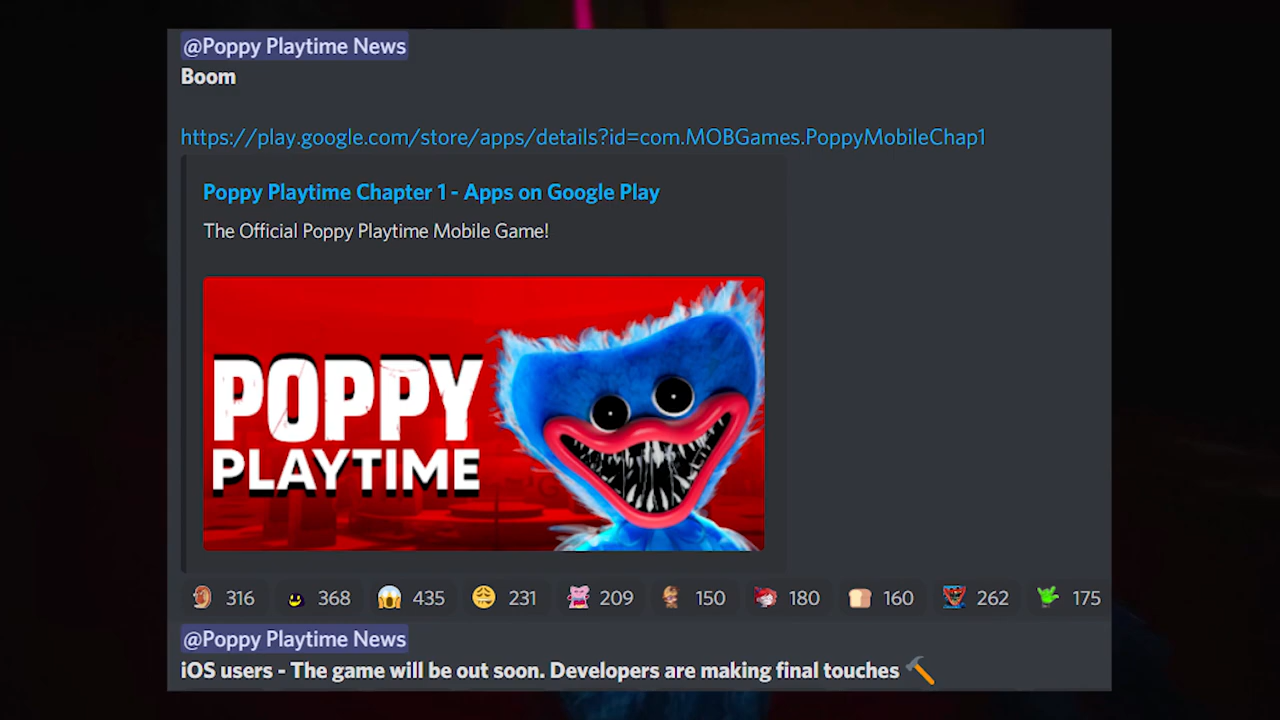 @Poppy Playtime News
Boom
https://play.google.com/store/apps/details?id=com.MOBGames.PoppyMobileChap1
Poppy Playtime Chapter 1 - Apps on Google Play
The Official Poppy Playtime Mobile Game!
POPPY
PLAYTIME
316 368 435 231 209 150 180 160 262 175
@Poppy Playtime News
iOS users - The game will be out soon. Developers are making final touches 🔨